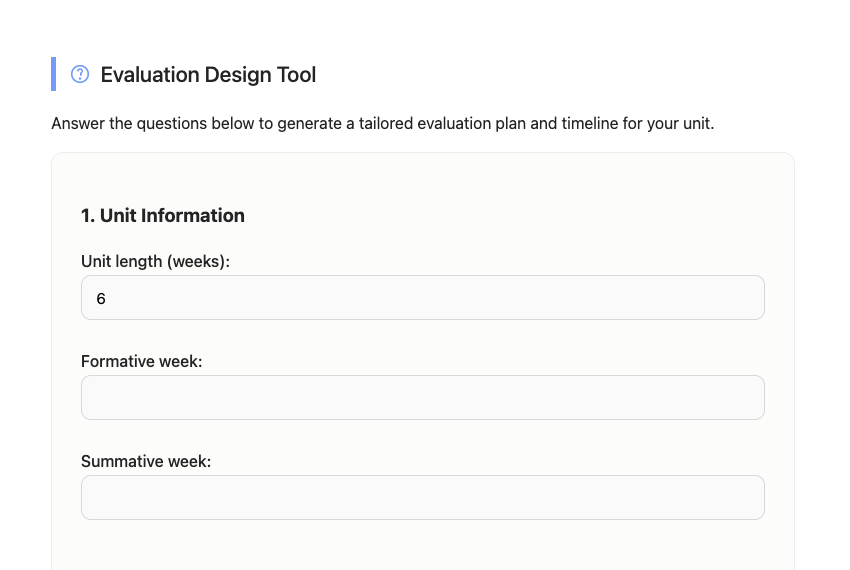 Evaluation Design Tool
Answer the questions below to generate a tailored evaluation plan and timeline for your unit.
1. Unit Information
Unit length (weeks):
6
Formative week:
Summative week: